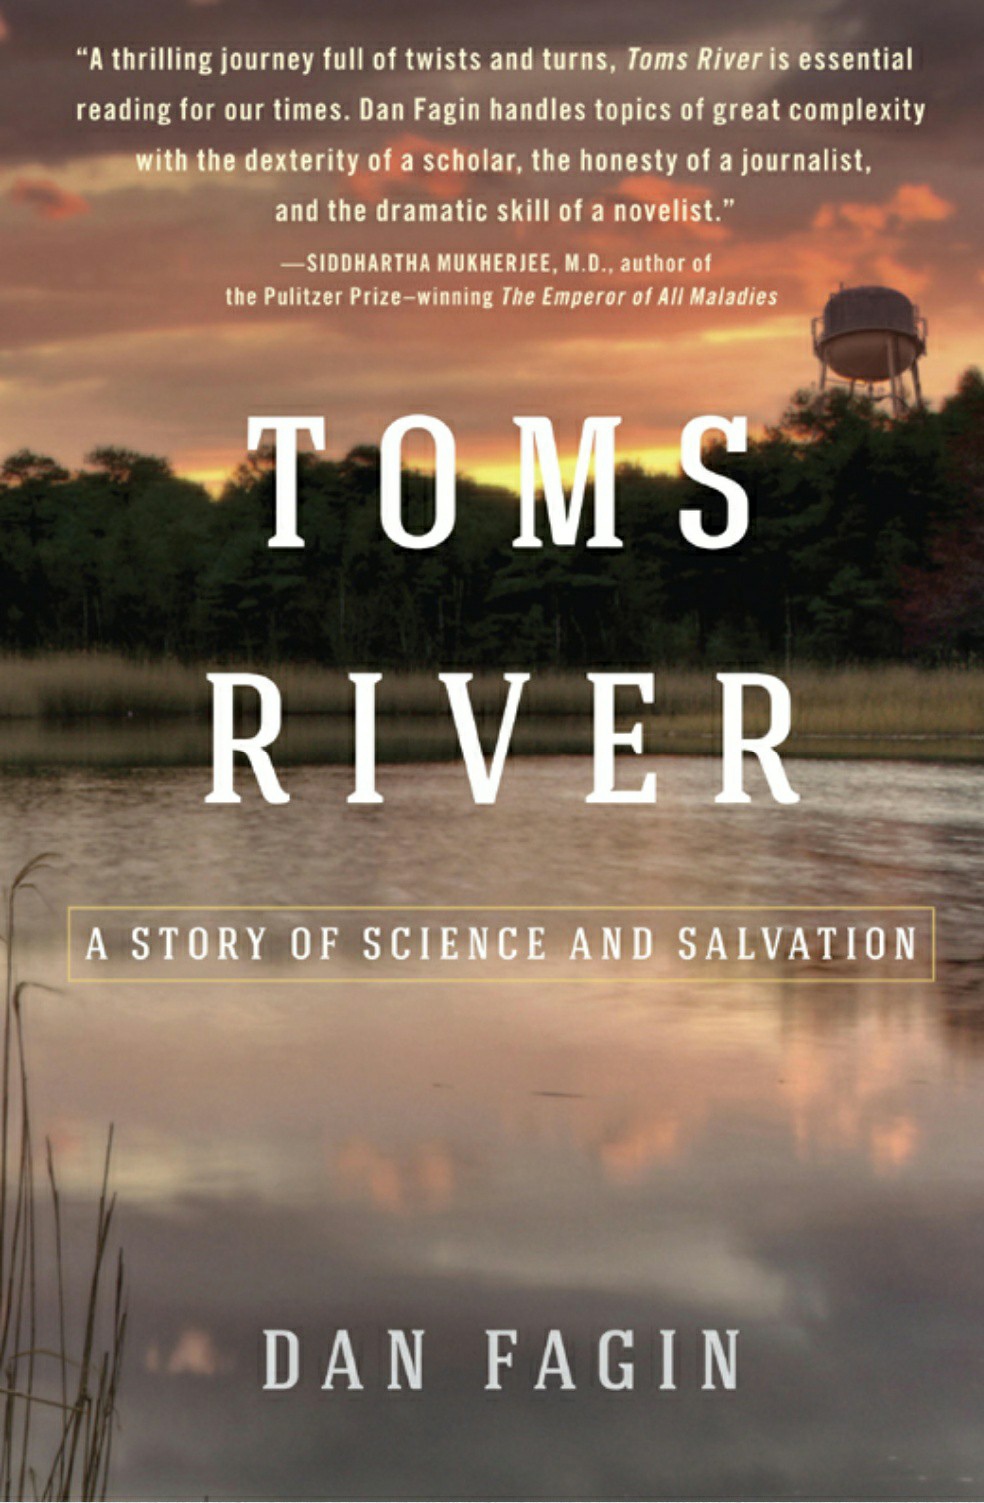 “A thrilling journey full of twists and turns, Toms River is essential
reading for our times. Dan Fagin handles topics of great complexity
with the dexterity of a scholar, the honesty of a journalist,
and the dramatic skill of a novelist.”
—SIDDHARTHA MUKHERJEE, M.D., author of
the Pulitzer Prize–winning The Emperor of All Maladies
TOMS
RIVER
A STORY OF SCIENCE AND SALVATION
DAN FAGIN